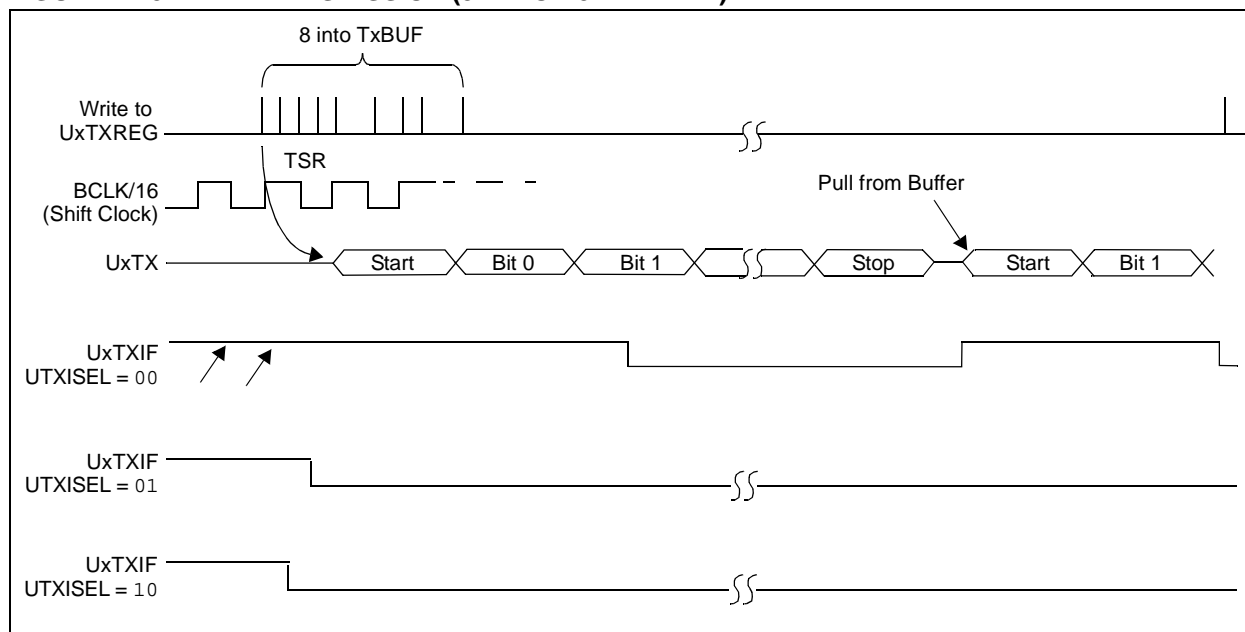 8 into TxBUF
Write to
UxTXREG
TSR
BCLK/16
(Shift Clock)
Pull from Buffer
UxTX
Start
Bit 0
Bit 1
Stop
Start
Bit 1
UxTXIF
UTXISEL = 00
UxTXIF
UTXISEL = 01
UxTXIF
UTXISEL = 10